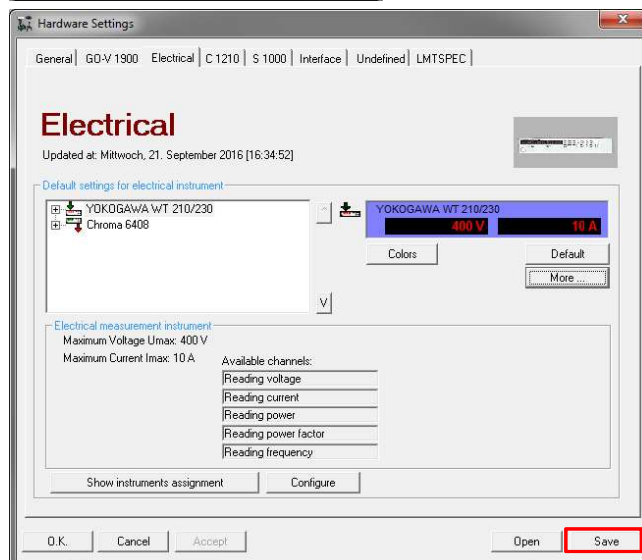 Hardware Settings
General GO-V 1900 Electrical C 1210 S 1000 Interface Undefined LMTSPEC
Electrical
Updated at: Mittwoch, 21. September 2016 [16:34:52]
Default settings for electrical instrument
YOKOGAWA WT 210/230
Chroma 6408
V
YOKOGAWA WT 210/230
400 V 10 A
Colors Default
More ...
Electrical measurement instrument
Maximum Voltage Umax: 400 V
Maximum Current Imax: 10 A
Available channels:
Reading voltage
Reading current
Reading power
Reading power factor
Reading frequency
Show instruments assignment Configure
O.K. Cancel Accept Open Save